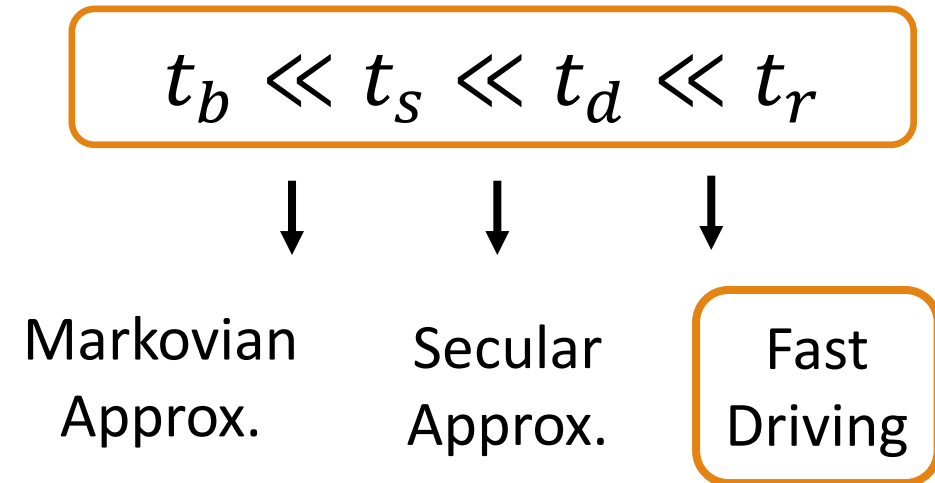 t_b ≪ t_s ≪ t_d ≪ t_r
Markovian Approx.
Secular Approx.
Fast Driving